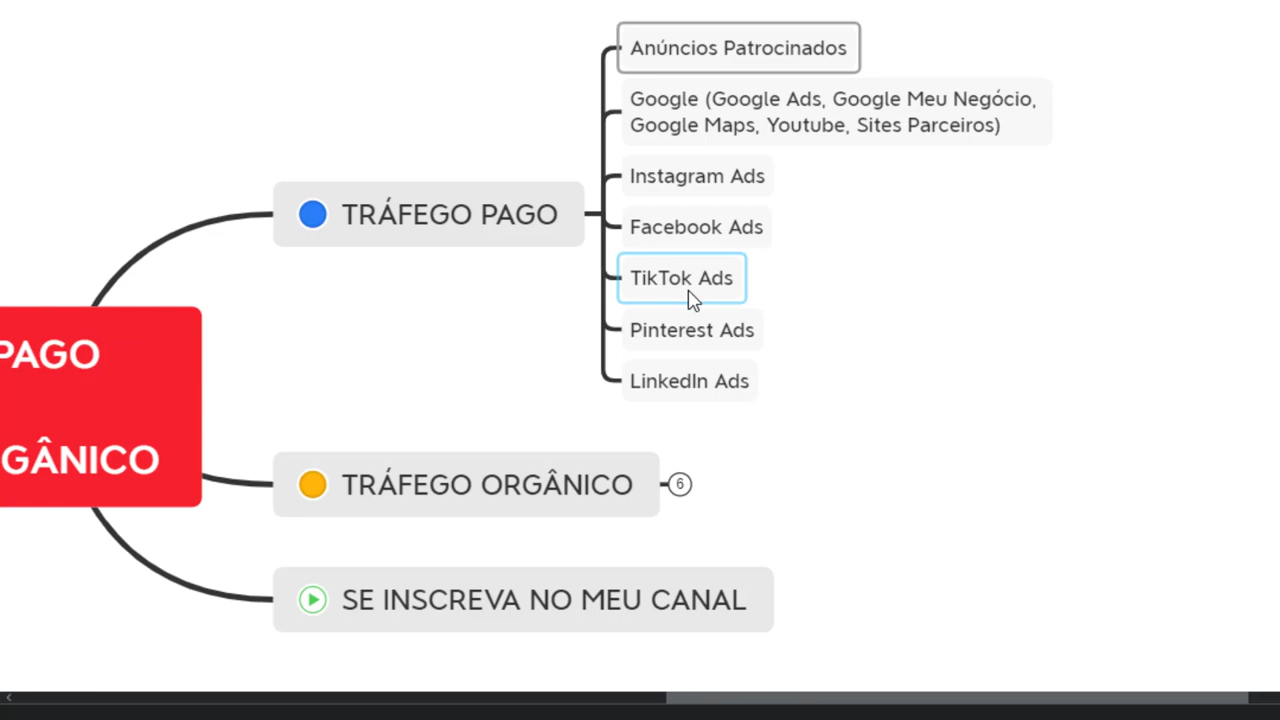 PAGO
GÂNICO
TRÁFEGO PAGO
Anúncios Patrocinados
Google (Google Ads, Google Meu Negócio,
Google Maps, Youtube, Sites Parceiros)
Instagram Ads
Facebook Ads
TikTok Ads
Pinterest Ads
LinkedIn Ads
TRÁFEGO ORGÂNICO
6
SE INSCREVA NO MEU CANAL